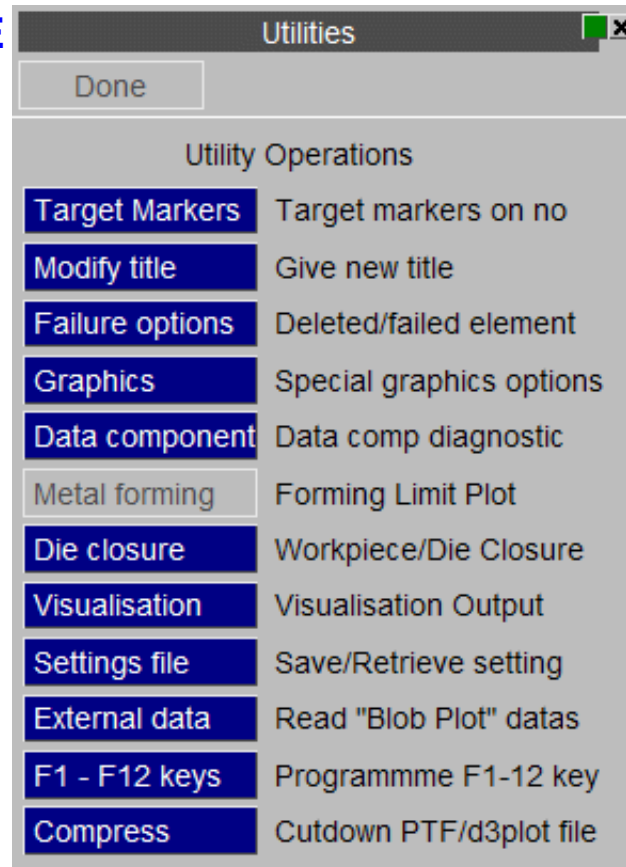 Utilities
Done
Utility Operations
Target Markers Target markers on no
Modify title Give new title
Failure options Deleted/failed element
Graphics Special graphics options
Data component Data comp diagnostic
Metal forming Forming Limit Plot
Die closure Workpiece/Die Closure
Visualisation Visualisation Output
Settings file Save/Retrieve setting
External data Read "Blob Plot" datas
F1 - F12 keys Programmme F1-12 key
Compress Cutdown PTF/d3plot file